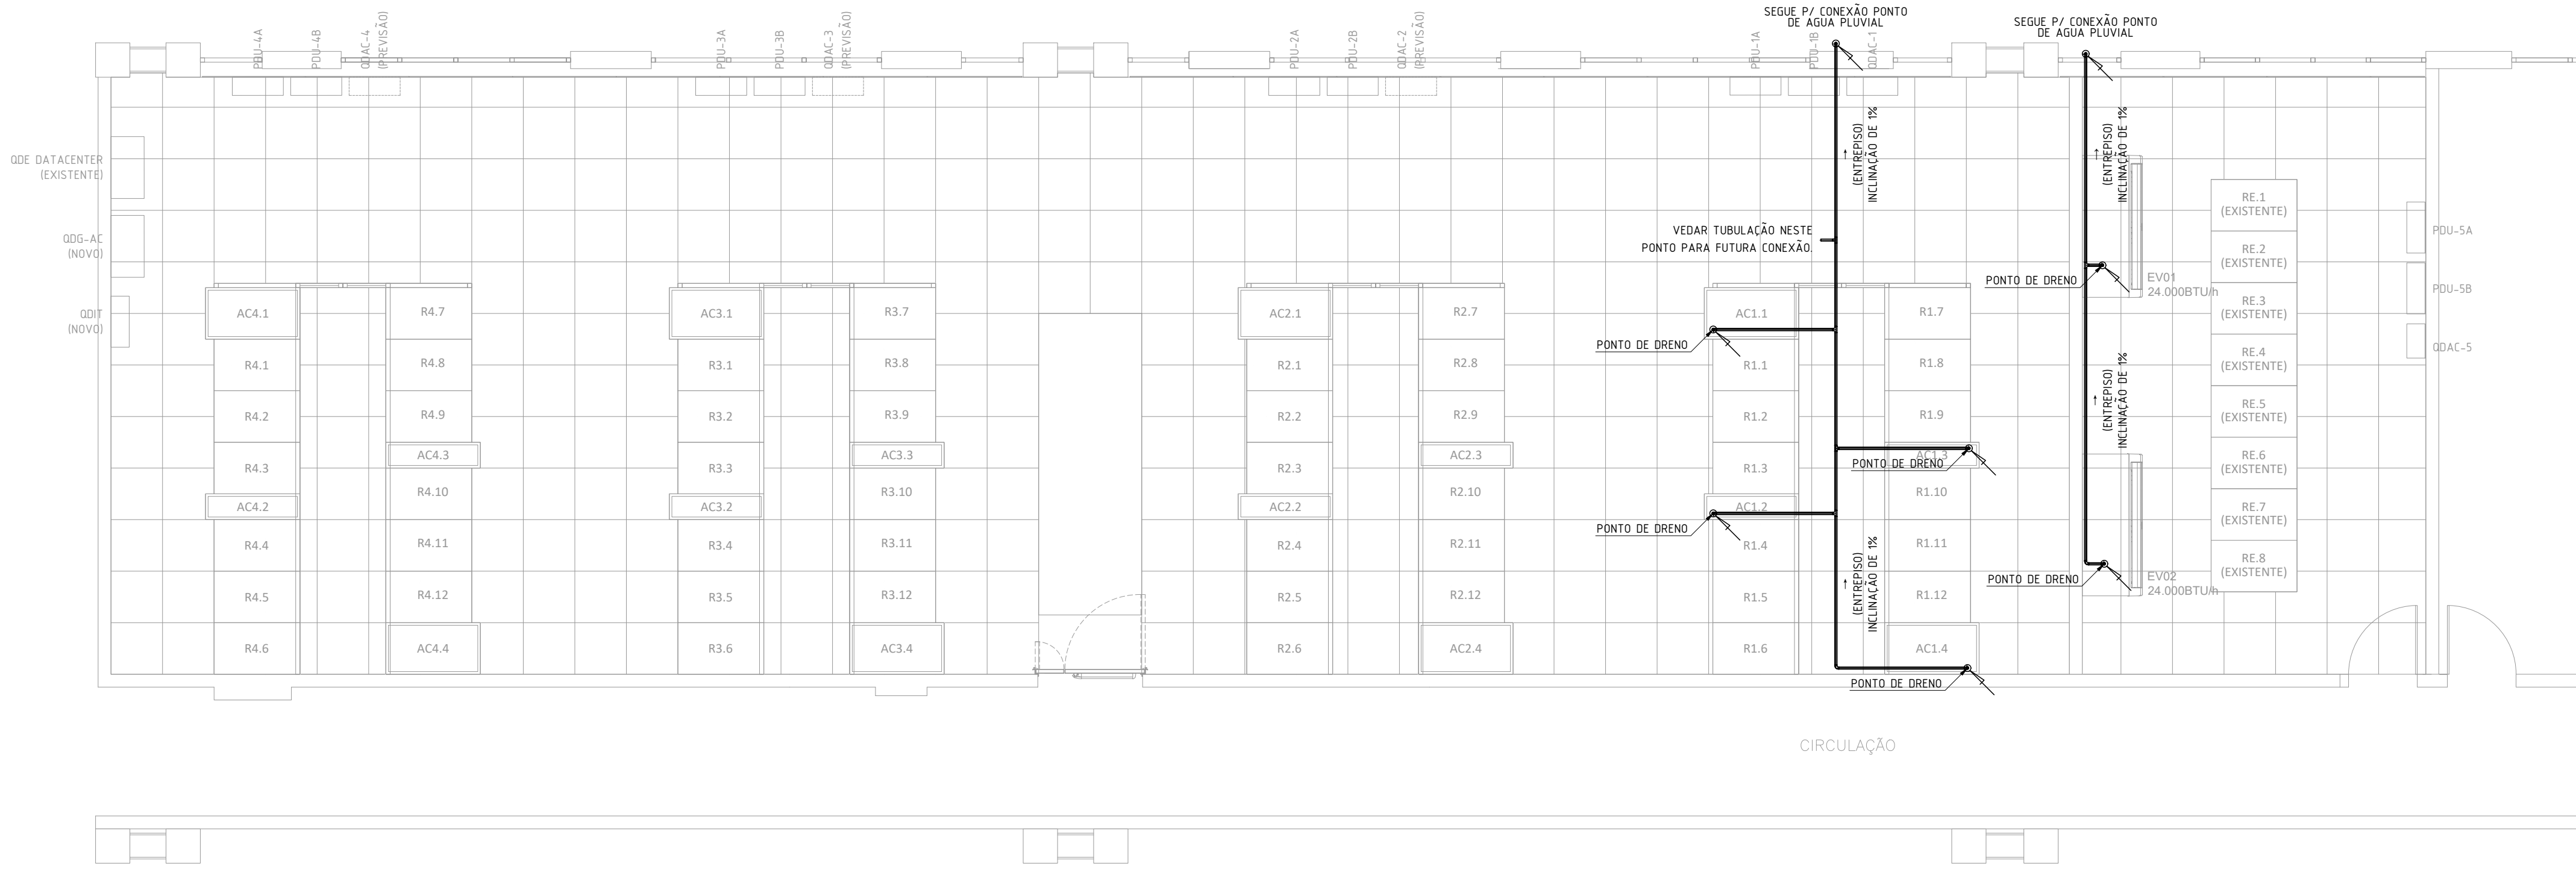 SEGUE P/ CONEXÃO PONTO
DE AGUA PLUVIAL
SEGUE P/ CONEXÃO PONTO
DE AGUA PLUVIAL
PDU-4A
PDU-4B
QDAC-4
(PREVISÃO)
PDU-3A
PDU-3B
QDAC-3
(PREVISÃO)
PDU-2A
PDU-2B
QDAC-2
(PREVISÃO)
PDU-1A
PDU-1B
QDAC-1
QDE DATACENTER
(EXISTENTE)
QDG-AC
(NOVO)
QDIT
(NOVO)
AC4.1
R4.1
R4.2
R4.3
AC4.2
R4.4
R4.5
R4.6
R4.7
R4.8
R4.9
AC4.3
R4.10
R4.11
R4.12
AC4.4
AC3.1
R3.1
R3.2
R3.3
AC3.2
R3.4
R3.5
R3.6
R3.7
R3.8
R3.9
AC3.3
R3.10
R3.11
R3.12
AC3.4
AC2.1
R2.1
R2.2
R2.3
AC2.2
R2.4
R2.5
R2.6
R2.7
R2.8
R2.9
AC2.3
R2.10
R2.11
R2.12
AC2.4
VEDAR TUBULAÇÃO NESTE
PONTO PARA FUTURA CONEXÃO.
AC1.1
PONTO DE DRENO
R1.1
R1.2
R1.3
AC1.2
PONTO DE DRENO
R1.4
R1.5
R1.6
(ENTREPISO)
INCLINAÇÃO DE 1%
(ENTREPISO)
INCLINAÇÃO DE 1%
R1.7
R1.8
R1.9
AC1.3
PONTO DE DRENO
R1.10
R1.11
R1.12
AC1.4
PONTO DE DRENO
(ENTREPISO)
INCLINAÇÃO DE 1%
PONTO DE DRENO
EV01
24.000BTU/h
(ENTREPISO)
INCLINAÇÃO DE 1%
PONTO DE DRENO
EV02
24.000BTU/h
RE.1
(EXISTENTE)
RE.2
(EXISTENTE)
RE.3
(EXISTENTE)
RE.4
(EXISTENTE)
RE.5
(EXISTENTE)
RE.6
(EXISTENTE)
RE.7
(EXISTENTE)
RE.8
(EXISTENTE)
PDU-5A
PDU-5B
QDAC-5
CIRCULAÇÃO